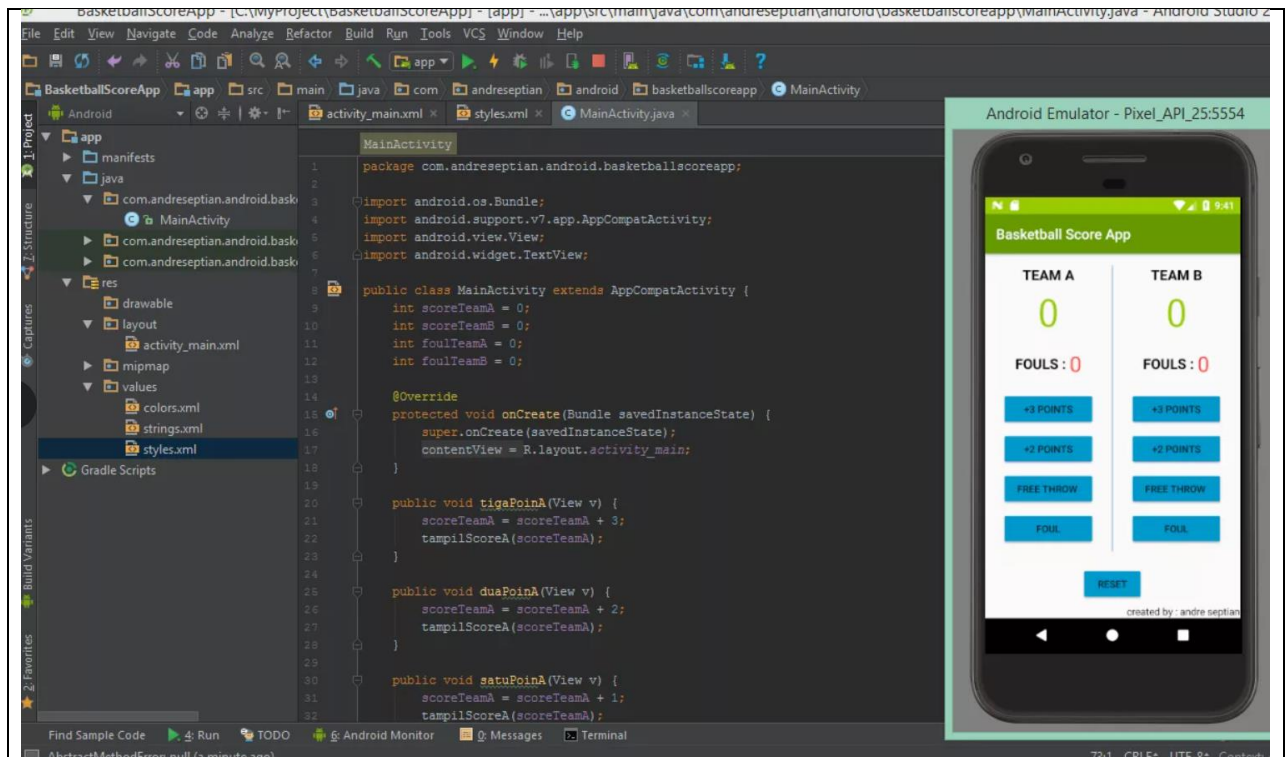 BasketballScoreApp - [C:\MyProject\BasketballScoreApp] - [app] - ...\app\src\main\java\com\andreseptian\android\basketballscoreapp\MainActivity.java - Android Studio 2
File Edit View Navigate Code Analyze Refactor Build Run Tools VCS Window Help
app
BasketballScoreApp app src main java com andreseptian android basketballscoreapp MainActivity
Android
activity_main.xml styles.xml MainActivity.java
1: Project
Z: Structure
Captures
Build Variants
2: Favorites
app
manifests
java
com.andreseptian.android.bask
MainActivity
com.andreseptian.android.bask
com.andreseptian.android.bask
res
drawable
layout
activity_main.xml
mipmap
values
colors.xml
strings.xml
styles.xml
Gradle Scripts
MainActivity
1 package com.andreseptian.android.basketballscoreapp;
2
3 import android.os.Bundle;
4 import android.support.v7.app.AppCompatActivity;
5 import android.view.View;
6 import android.widget.TextView;
7
8 public class MainActivity extends AppCompatActivity {
9 int scoreTeamA = 0;
10 int scoreTeamB = 0;
11 int foulTeamA = 0;
12 int foulTeamB = 0;
13
14 @Override
15 protected void onCreate(Bundle savedInstanceState) {
16 super.onCreate(savedInstanceState);
17 contentView = R.layout.activity_main;
18 }
19
20 public void tigaPoinA(View v) {
21 scoreTeamA = scoreTeamA + 3;
22 tampilScoreA(scoreTeamA);
23 }
24
25 public void duaPoinA(View v) {
26 scoreTeamA = scoreTeamA + 2;
27 tampilScoreA(scoreTeamA);
28 }
29
30 public void satuPoinA(View v) {
31 scoreTeamA = scoreTeamA + 1;
32 tampilScoreA(scoreTeamA);
Android Emulator - Pixel_API_25:5554
9:41
Basketball Score App
TEAM A TEAM B
0 0
FOULS : 0 FOULS : 0
+3 POINTS +3 POINTS
+2 POINTS +2 POINTS
FREE THROW FREE THROW
FOUL FOUL
RESET
created by : andre septian
Find Sample Code 4: Run TODO 6: Android Monitor 0: Messages Terminal
AbstractMethodError: null (a minute ago)
73:1 CRLF UTF-8 Context: